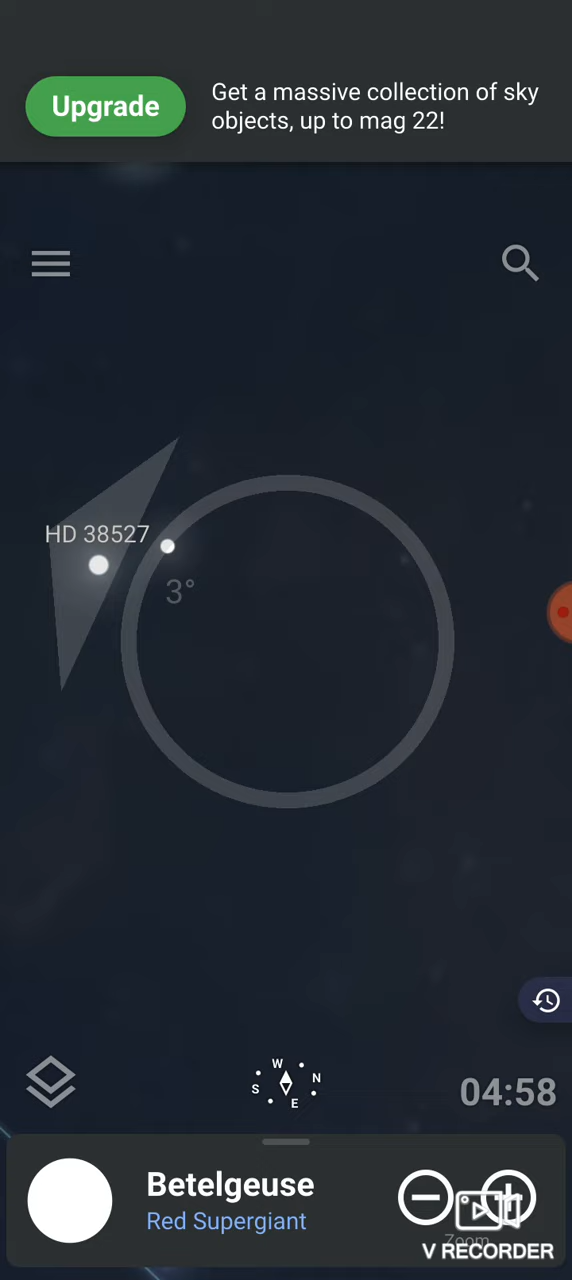 Upgrade
Get a massive collection of sky
objects, up to mag 22!
HD 38527
3°
W
S
N
E
04:58
Betelgeuse
Red Supergiant
Zoom
V RECORDER